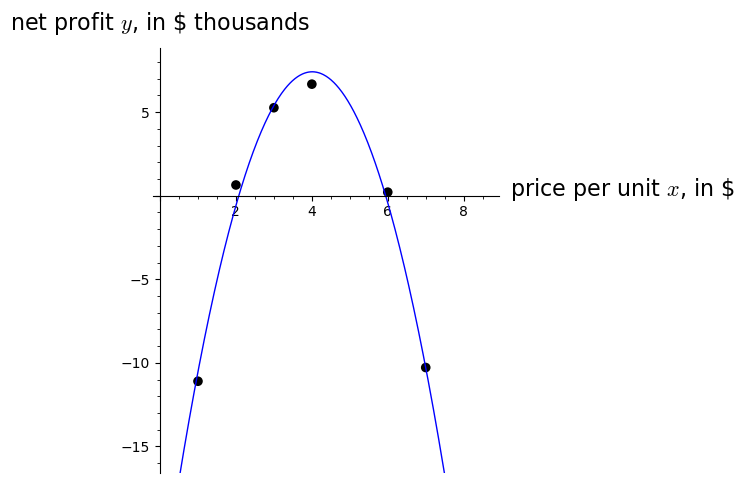 net profit y, in $ thousands
5
price per unit x, in $
2 4 6 8
−5
−10
−15